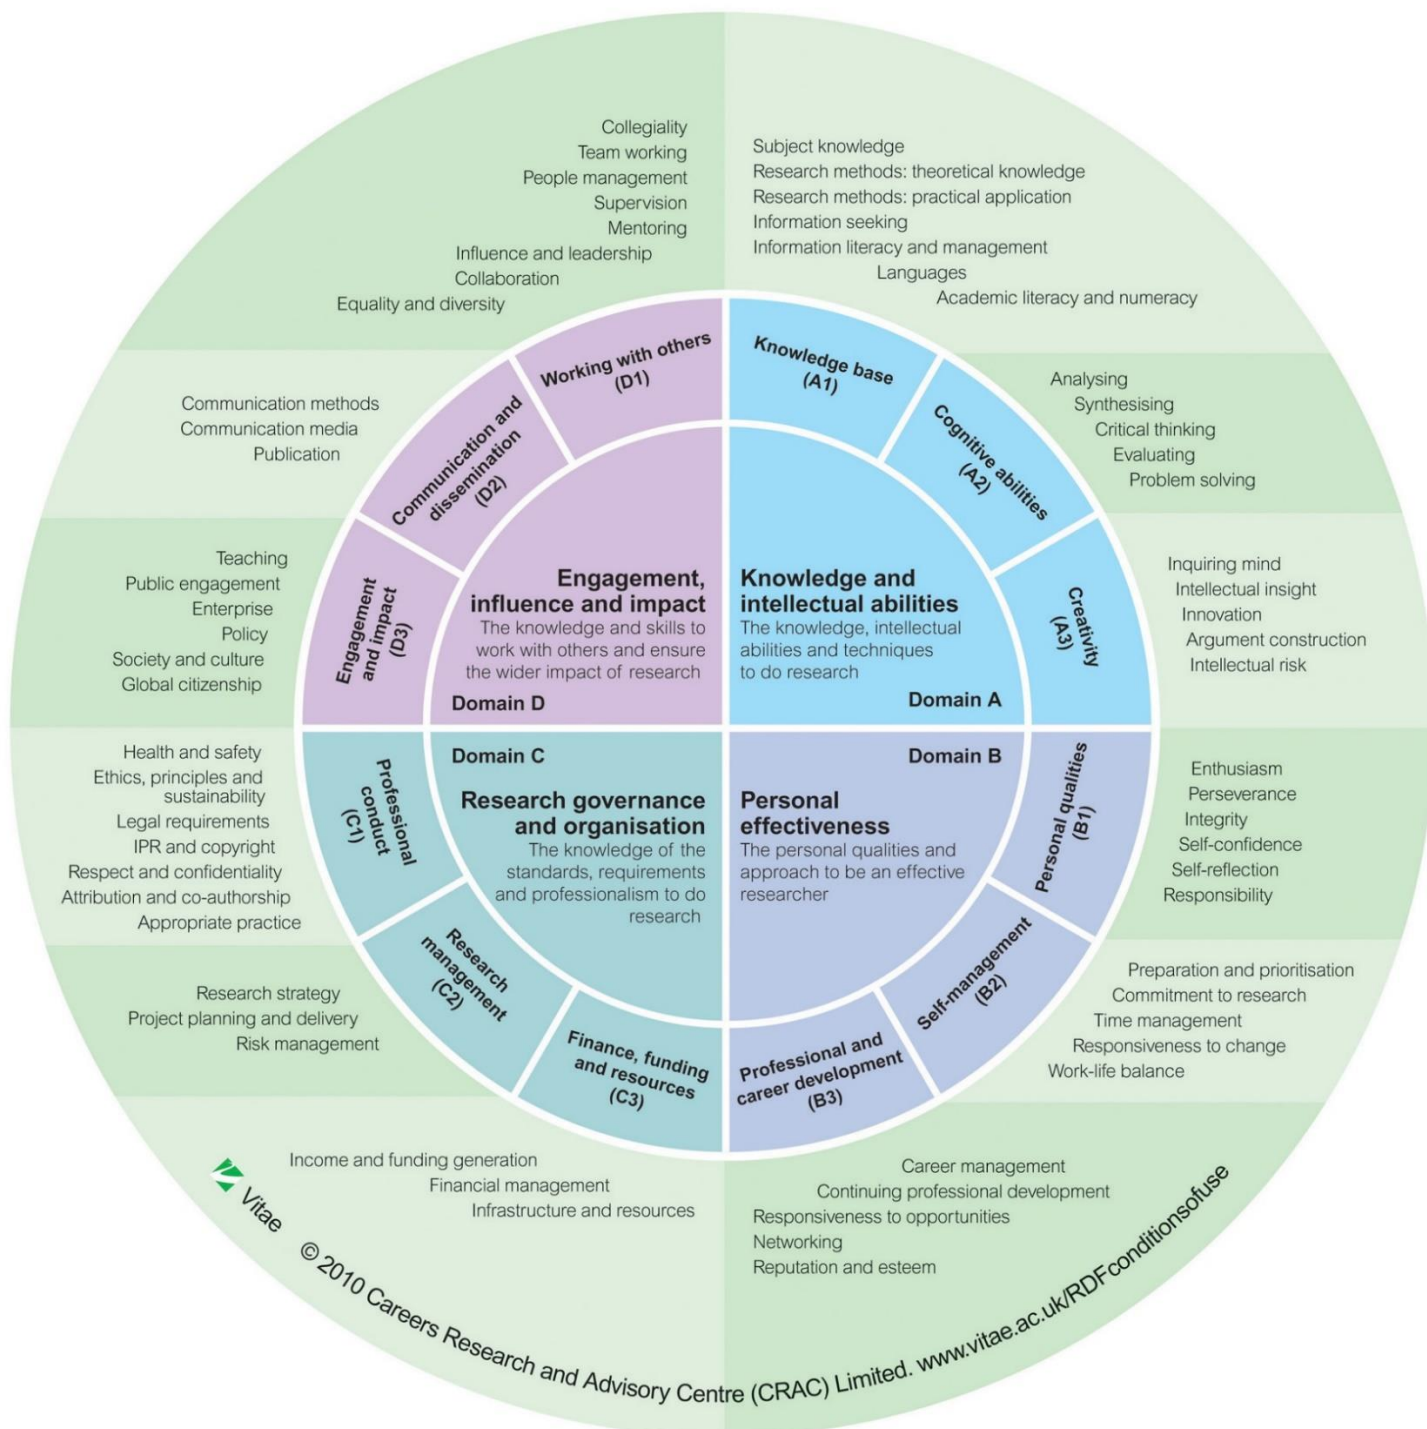 Collegiality
Team working
People management
Supervision
Mentoring
Influence and leadership
Collaboration
Equality and diversity
Subject knowledge
Research methods: theoretical knowledge
Research methods: practical application
Information seeking
Information literacy and management
Languages
Academic literacy and numeracy
Working with others
(D1)
Knowledge base
(A1)
Communication methods
Communication media
Publication
Communication and
dissemination
(D2)
Cognitive abilities
(A2)
Analysing
Synthesising
Critical thinking
Evaluating
Problem solving
Teaching
Public engagement
Enterprise
Policy
Society and culture
Global citizenship
Engagement
and impact
(D3)
Engagement,
influence and impact
The knowledge and skills to
work with others and ensure
the wider impact of research
Domain D
Knowledge and
intellectual abilities
The knowledge, intellectual
abilities and techniques
to do research
Domain A
Creativity
(A3)
Inquiring mind
Intellectual insight
Innovation
Argument construction
Intellectual risk
Health and safety
Ethics, principles and
sustainability
Legal requirements
IPR and copyright
Respect and confidentiality
Attribution and co-authorship
Appropriate practice
Professional
conduct
(C1)
Domain C
Research governance
and organisation
The knowledge of the
standards, requirements
and professionalism to do
research
Domain B
Personal
effectiveness
The personal qualities and
approach to be an effective
researcher
Personal qualities
(B1)
Enthusiasm
Perseverance
Integrity
Self-confidence
Self-reflection
Responsibility
Research strategy
Project planning and delivery
Risk management
Research
management
(C2)
Self-management
(B2)
Preparation and prioritisation
Commitment to research
Time management
Responsiveness to change
Work-life balance
Finance, funding
and resources
(C3)
Professional and
career development
(B3)
Income and funding generation
Financial management
Infrastructure and resources
Career management
Continuing professional development
Responsiveness to opportunities
Networking
Reputation and esteem
Vitae © 2010 Careers Research and Advisory Centre (CRAC) Limited. www.vitae.ac.uk/RDFconditionsofuse